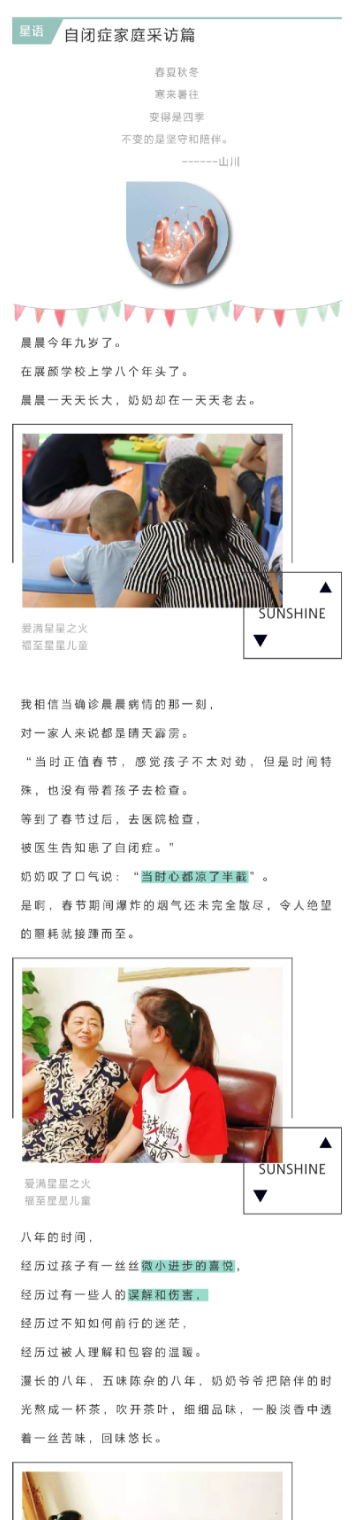 星语
自闭症家庭采访篇
春夏秋冬
寒来暑往
变得是四季
不变的是坚守和陪伴。
------山川
晨晨今年九岁了。
在展颜学校上学八个年头了。
晨晨一天天长大，奶奶却在一天天老去。
SUNSHINE
爱满星星之火
福至星星儿童
我相信当确诊晨晨病情的那一刻，
对一家人来说都是晴天霹雳。
“当时正值春节，感觉孩子不太对劲，但是时间特
殊，也没有带着孩子去检查。
等到了春节过后，去医院检查，
被医生告知患了自闭症。”
奶奶叹了口气说：“当时心都凉了半截”。
是啊，春节期间爆炸的烟气还未完全散尽，令人绝望
的噩耗就接踵而至。
SUNSHINE
爱满星星之火
福至星星儿童
八年的时间，
经历过孩子有一丝丝微小进步的喜悦，
经历过有一些人的误解和伤害，
经历过不知如何前行的迷茫，
经历过被人理解和包容的温暖。
漫长的八年，五味陈杂的八年，奶奶爷爷把陪伴的时
光熬成一杯茶，吹开茶叶，细细品味，一股淡香中透
着一丝苦味，回味悠长。